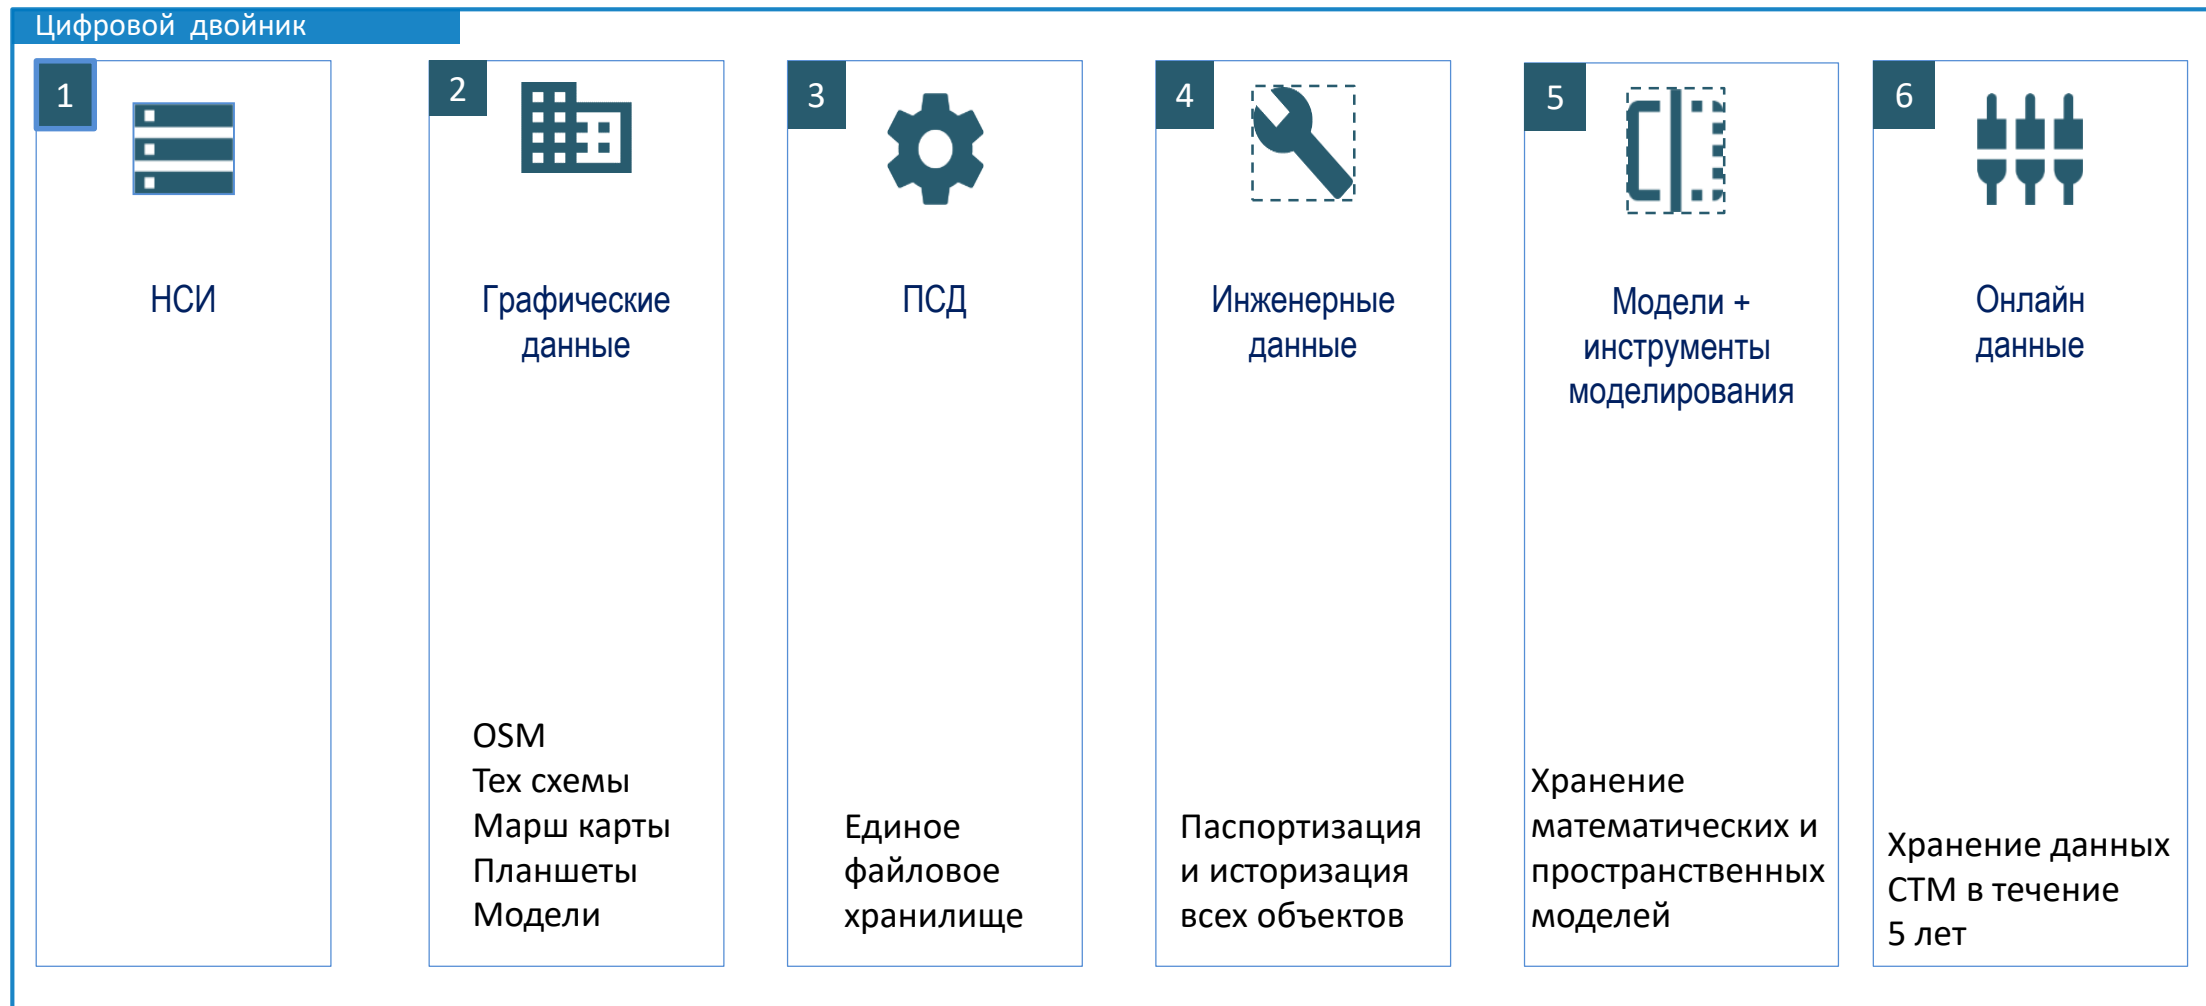 Цифровой двойник
1
НСИ
2
Графические
данные
OSM
Тех схемы
Марш карты
Планшеты
Модели
3
ПСД
Единое
файловое
хранилище
4
Инженерные
данные
Паспортизация
и историзация
всех объектов
5
Модели +
инструменты
моделирования
Хранение
математических и
пространственных
моделей
6
Онлайн
данные
Хранение данных
СТМ в течение
5 лет